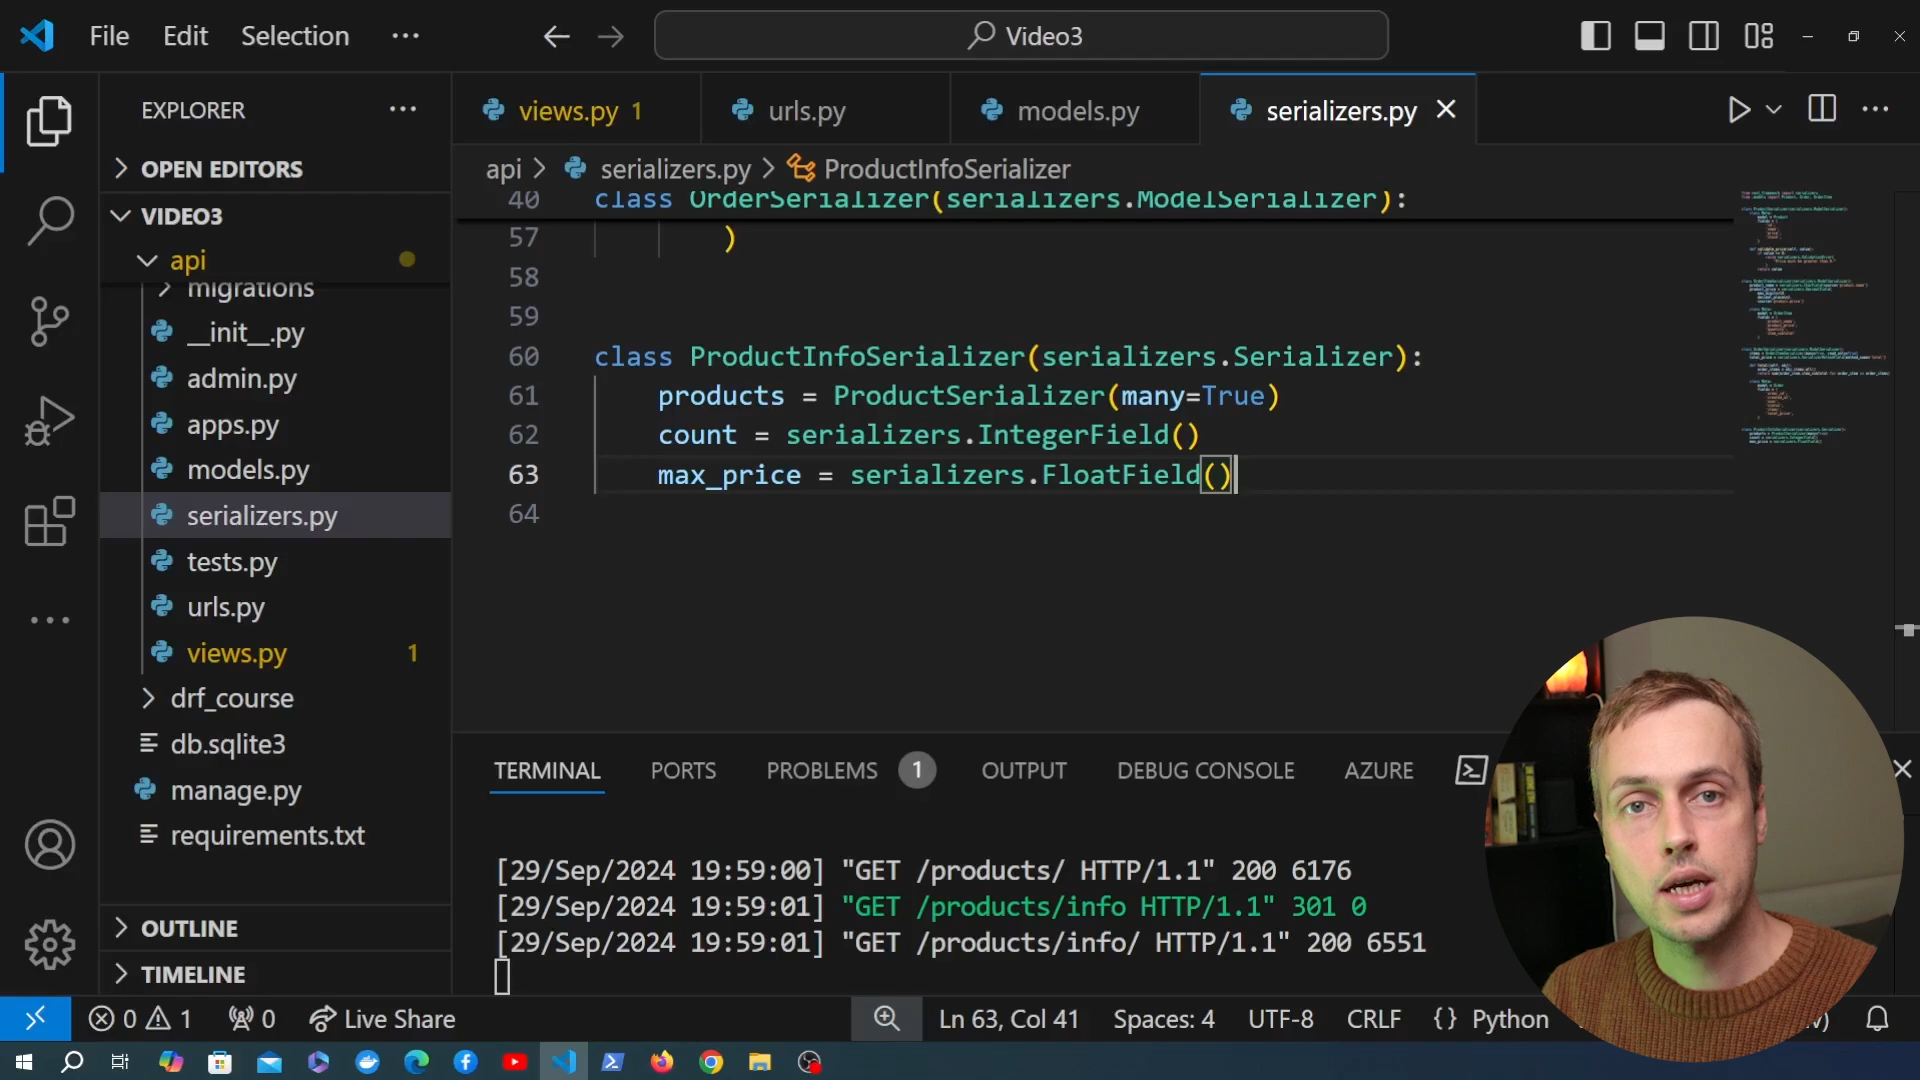 File Edit Selection ···
Video3
EXPLORER ···
views.py 1 urls.py models.py serializers.py
OPEN EDITORS
api > serializers.py > ProductInfoSerializer
VIDEO3
api
migrations
__init__.py
admin.py
apps.py
models.py
serializers.py
tests.py
urls.py
views.py 1
drf_course
db.sqlite3
manage.py
requirements.txt
OUTLINE
TIMELINE
40 class OrderSerializer(serializers.ModelSerializer):
57 )
58
59
60 class ProductInfoSerializer(serializers.Serializer):
61 products = ProductSerializer(many=True)
62 count = serializers.IntegerField()
63 max_price = serializers.FloatField()
64
TERMINAL PORTS PROBLEMS 1 OUTPUT DEBUG CONSOLE AZURE
[29/Sep/2024 19:59:00] "GET /products/ HTTP/1.1" 200 6176
[29/Sep/2024 19:59:01] "GET /products/info HTTP/1.1" 301 0
[29/Sep/2024 19:59:01] "GET /products/info/ HTTP/1.1" 200 6551
0 1 0 Live Share Ln 63, Col 41 Spaces: 4 UTF-8 CRLF {} Python